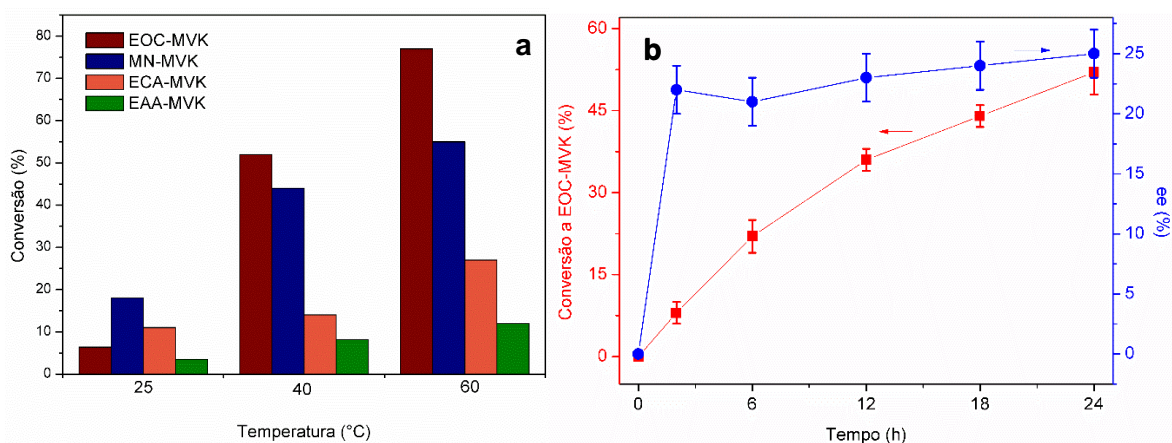 a
EOC-MVK
MN-MVK
ECA-MVK
EAA-MVK
Conversão (%)
80
70
60
50
40
30
20
10
0
25 40 60
Temperatura (°C)
b
Conversão a EOC-MVK (%)
60
45
30
15
0
0 6 12 18 24
Tempo (h)
25
20
15
10
5
0
ee (%)